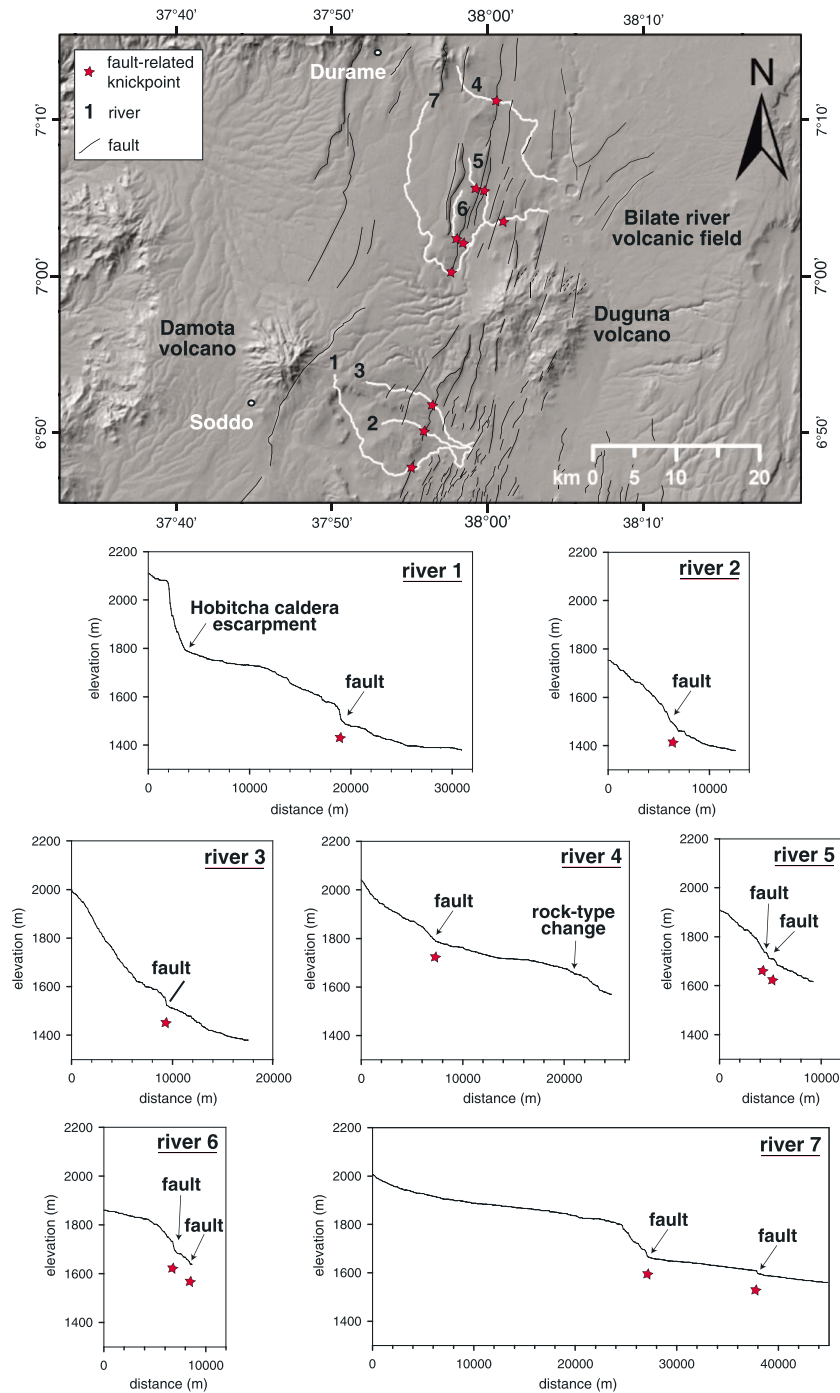 37°40' 37°50' 38°00' 38°10'
fault-related
knickpoint
1 river
fault
Durame
N
7
4
7°10' 7°10'
5
6
Bilate river
volcanic field
7°00' 7°00'
Damota
volcano
Duguna
volcano
1
3
2
Soddo
6°50' 6°50'
km 0 5 10 20
37°40' 37°50' 38°00' 38°10'
river 1
Hobitcha caldera
escarpment
fault
elevation (m)
2200
2000
1800
1600
1400
0 10000 20000 30000
distance (m)
river 2
fault
elevation (m)
2200
2000
1800
1600
1400
0 10000
distance (m)
river 3
fault
elevation (m)
2200
2000
1800
1600
1400
0 10000 20000
distance (m)
river 4
fault
rock-type
change
elevation (m)
2200
2000
1800
1600
1400
0 10000 20000
distance (m)
river 5
fault
fault
elevation (m)
2200
2000
1800
1600
1400
0 10000
distance (m)
river 6
fault
fault
elevation (m)
2200
2000
1800
1600
1400
0 10000
distance (m)
river 7
fault
fault
elevation (m)
2200
2000
1800
1600
1400
0 10000 20000 30000 40000
distance (m)